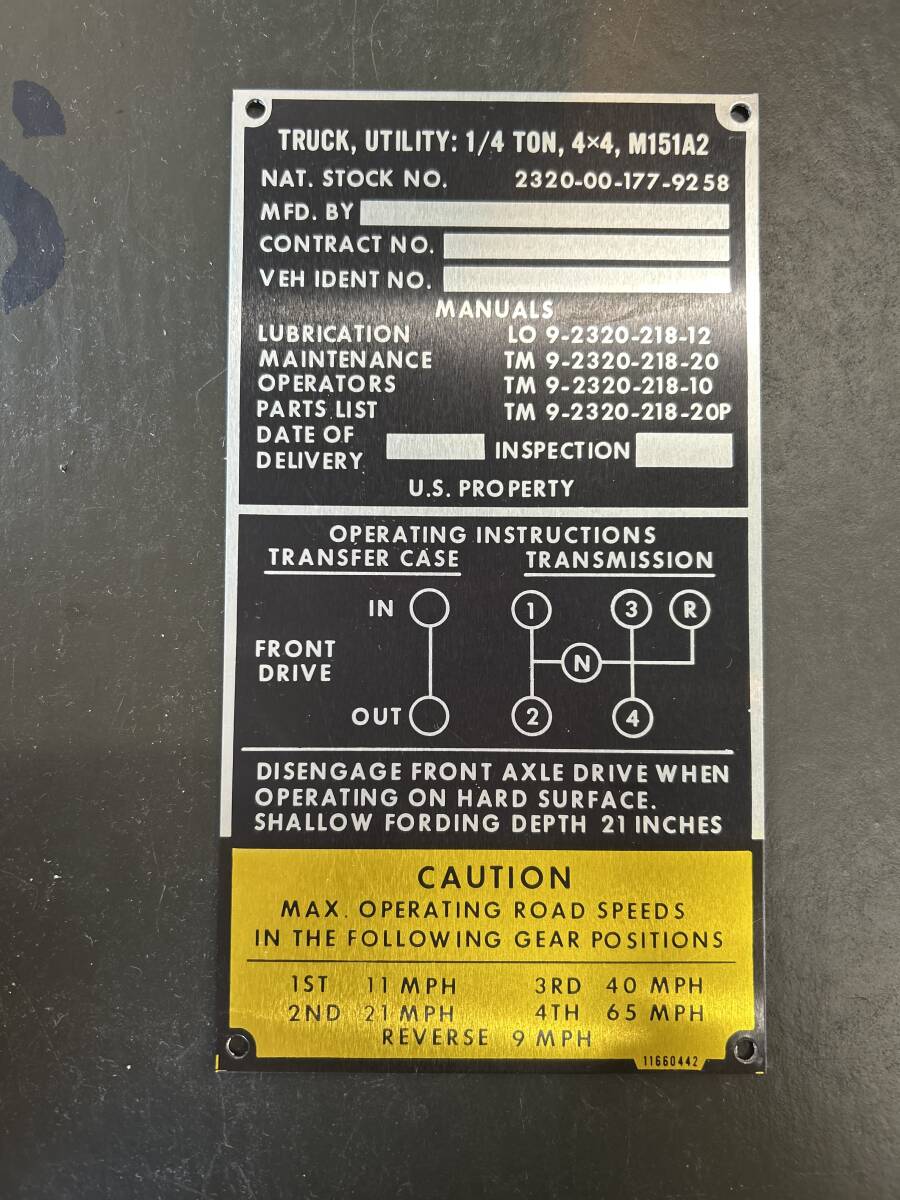 TRUCK, UTILITY: 1/4 TON, 4×4, M151A2
NAT. STOCK NO. 2320-00-177-9258
MFD. BY
CONTRACT NO.
VEH IDENT NO.
MANUALS
LUBRICATION LO 9-2320-218-12
MAINTENANCE TM 9-2320-218-20
OPERATORS TM 9-2320-218-10
PARTS LIST TM 9-2320-218-20P
DATE OF
DELIVERY INSPECTION
U.S. PROPERTY
OPERATING INSTRUCTIONS
TRANSFER CASE TRANSMISSION
IN 1 3 R
FRONT
DRIVE N
OUT 2 4
DISENGAGE FRONT AXLE DRIVE WHEN
OPERATING ON HARD SURFACE.
SHALLOW FORDING DEPTH 21 INCHES
CAUTION
MAX. OPERATING ROAD SPEEDS
IN THE FOLLOWING GEAR POSITIONS
1ST 11 MPH 3RD 40 MPH
2ND 21 MPH 4TH 65 MPH
REVERSE 9 MPH
11660442